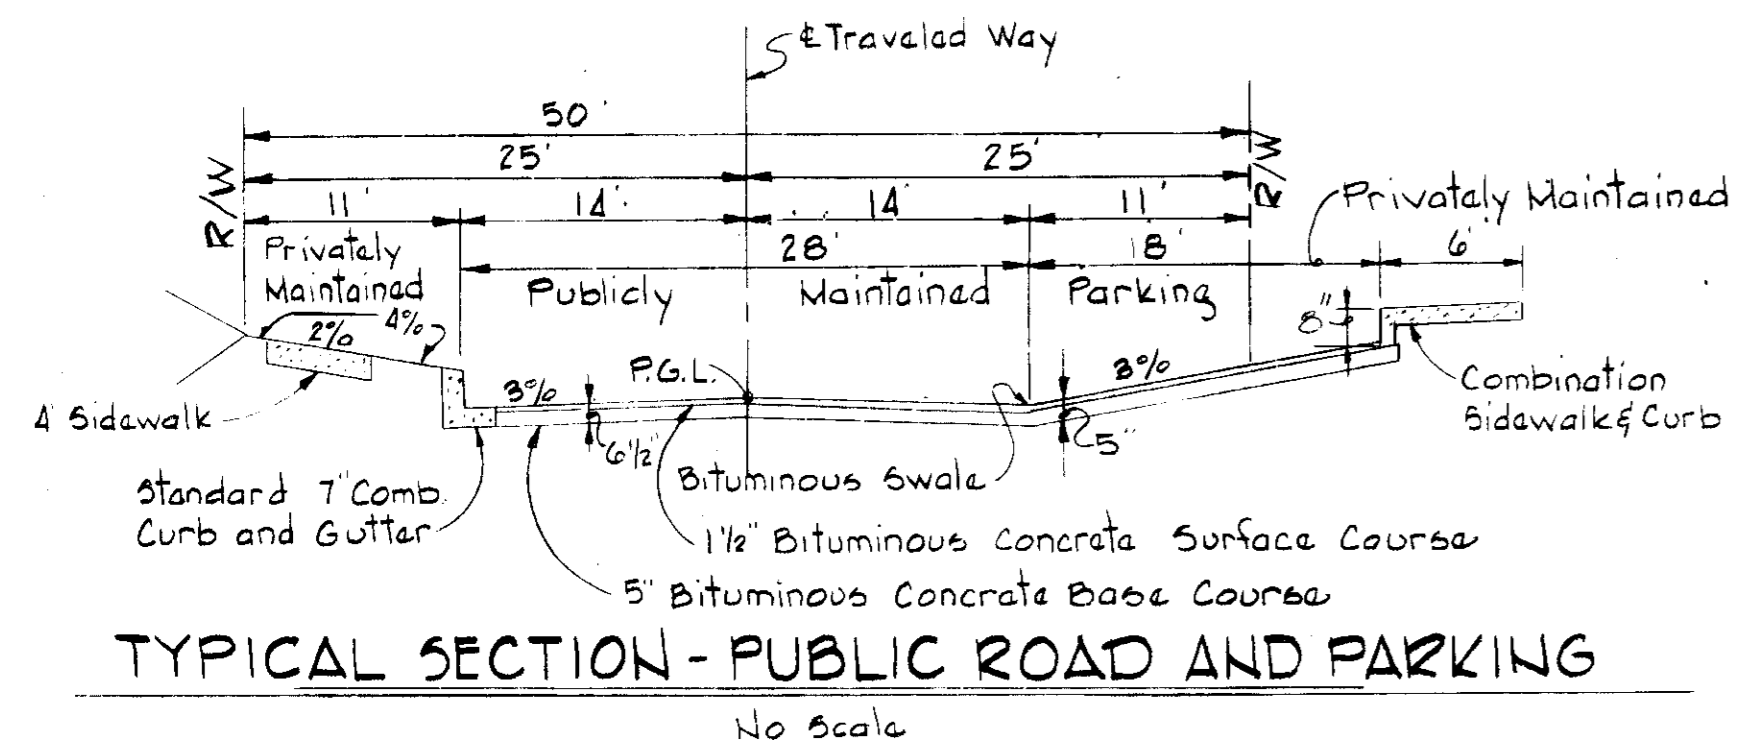 ℄ Traveled Way
50'
25' 25'
R/W R/W
11' 14' 14' 11'
Privately Maintained
28' 18' 6'
Privately
Maintained
Publicly Maintained Parking
4%
2%
8"
3%
P.G.L.
3%
4' Sidewalk
6½"
5"
Combination
Sidewalk & Curb
Bituminous Swale
Standard 7" Comb.
Curb and Gutter
1½" Bituminous Concrete Surface Course
5" Bituminous Concrete Base Course
TYPICAL SECTION - PUBLIC ROAD AND PARKING
No Scale